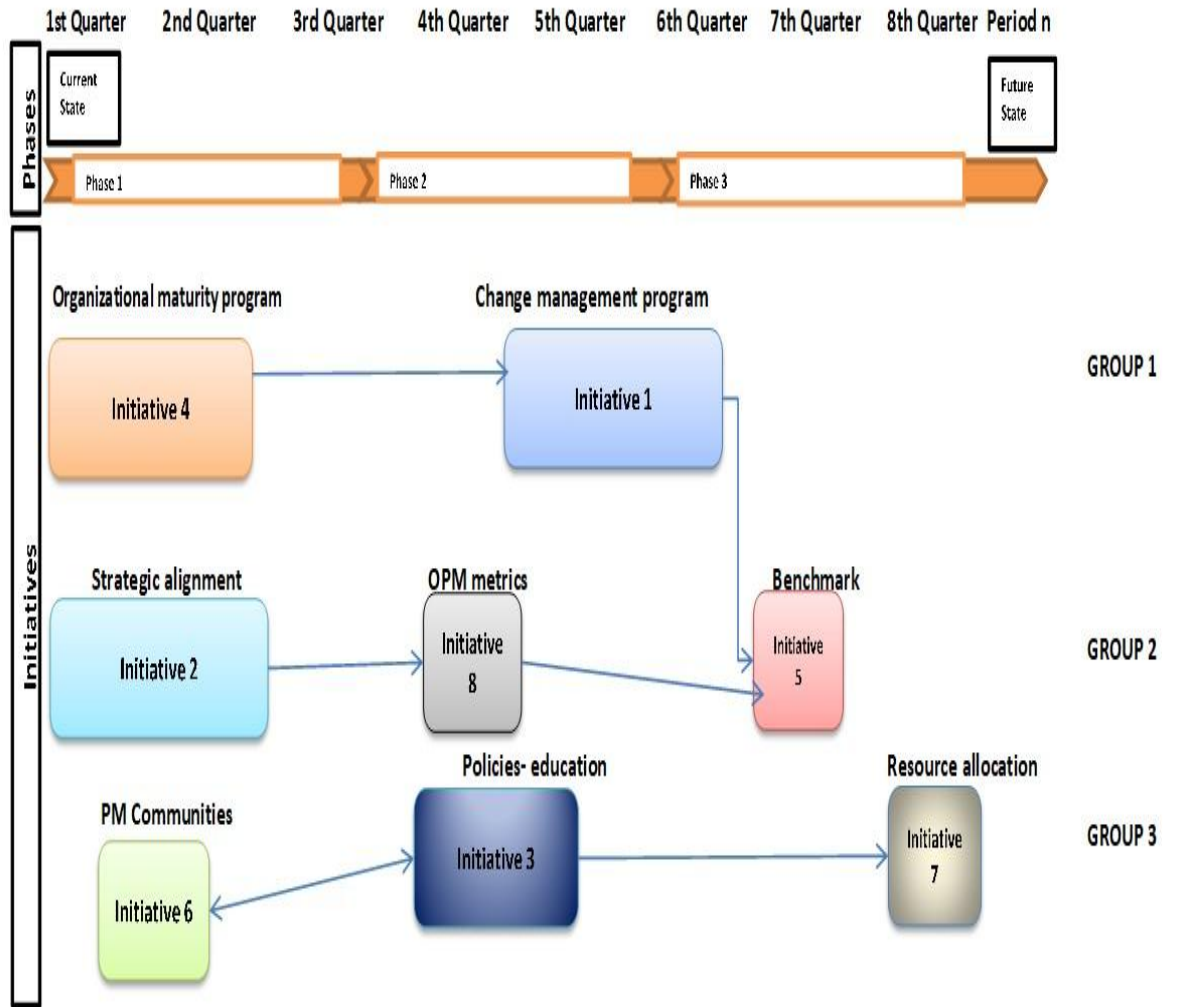 1st Quarter 2nd Quarter 3rd Quarter 4th Quarter 5th Quarter 6th Quarter 7th Quarter 8th Quarter Period n
Phases
Current
State
Future
State
Phase 1
Phase 2
Phase 3
Initiatives
Organizational maturity program
Change management program
Initiative 4
Initiative 1
GROUP 1
Strategic alignment
OPM metrics
Benchmark
Initiative 2
Initiative
8
Initiative
5
GROUP 2
Policies- education
Resource allocation
PM Communities
Initiative 6
Initiative 3
Initiative
7
GROUP 3